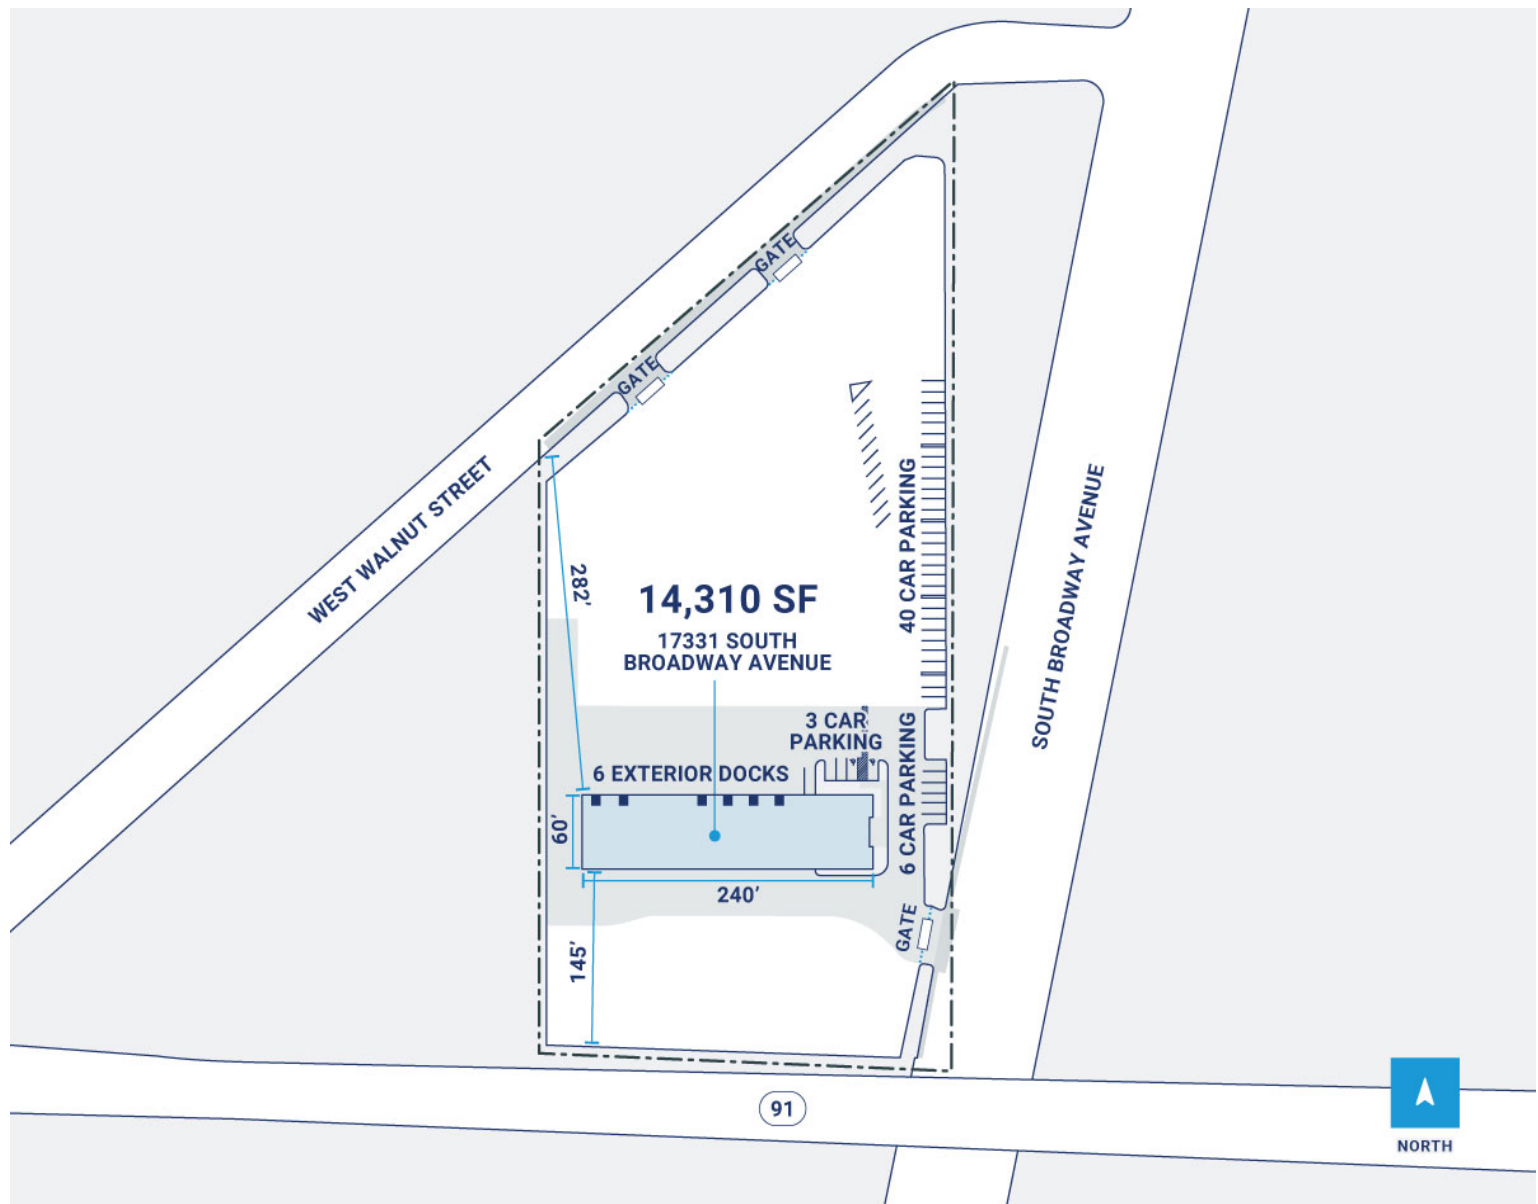 GATE
GATE
WEST WALNUT STREET
282’
14,310 SF
17331 SOUTH
BROADWAY AVENUE
40 CAR PARKING
SOUTH BROADWAY AVENUE
3 CAR
PARKING
6 CAR PARKING
6 EXTERIOR DOCKS
60’
240’
GATE
145’
91
NORTH